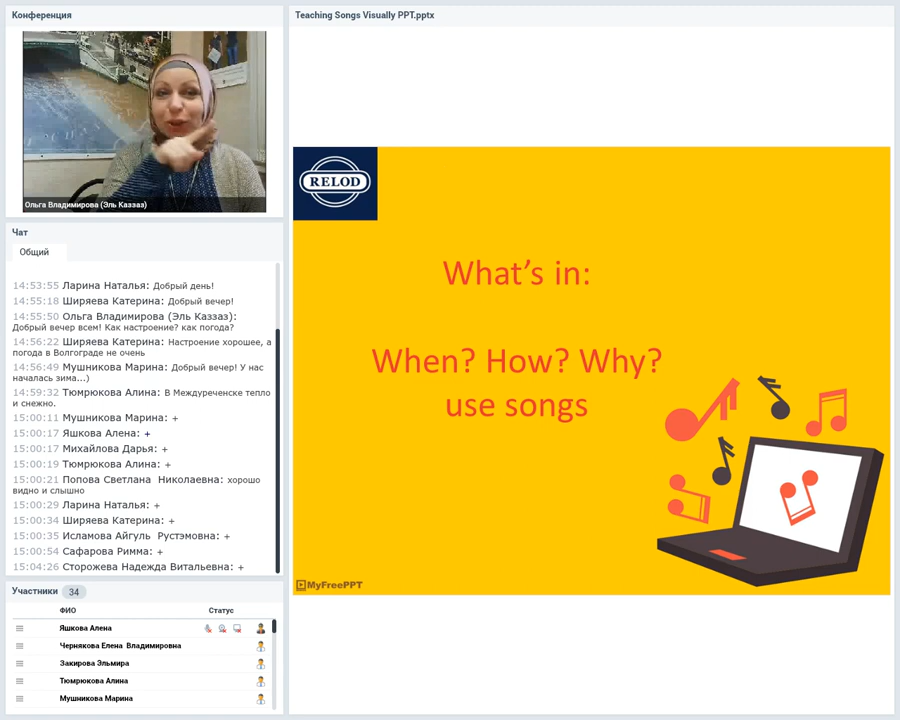 Конференция
Ольга Владимирова (Эль Каззаз)
Чат
Общий
14:53:55 Ларина Наталья: Добрый день!
14:55:18 Ширяева Катерина: Добрый вечер!
14:55:50 Ольга Владимирова (Эль Каззаз):
Добрый вечер всем! Как настроение? как погода?
14:56:22 Ширяева Катерина: Настроение хорошее, а
погода в Волгограде не очень
14:56:49 Мушникова Марина: Добрый вечер! У нас
началась зима...)
14:59:32 Тюмрюкова Алина: В Междуреченске тепло
и снежно.
15:00:11 Мушникова Марина: +
15:00:17 Яшкова Алена: +
15:00:17 Михайлова Дарья: +
15:00:19 Тюмрюкова Алина: +
15:00:21 Попова Светлана Николаевна: хорошо
видно и слышно
15:00:29 Ларина Наталья: +
15:00:34 Ширяева Катерина: +
15:00:35 Исламова Айгуль Рустэмовна: +
15:00:54 Сафарова Римма: +
15:04:26 Сторожева Надежда Витальевна: +
Участники 34
ФИО Статус
Яшкова Алена
Чернякова Елена Владимировна
Закирова Эльмира
Тюмрюкова Алина
Мушникова Марина
Teaching Songs Visually PPT.pptx
RELOD
What's in:
When? How? Why?
use songs
MyFreePPT